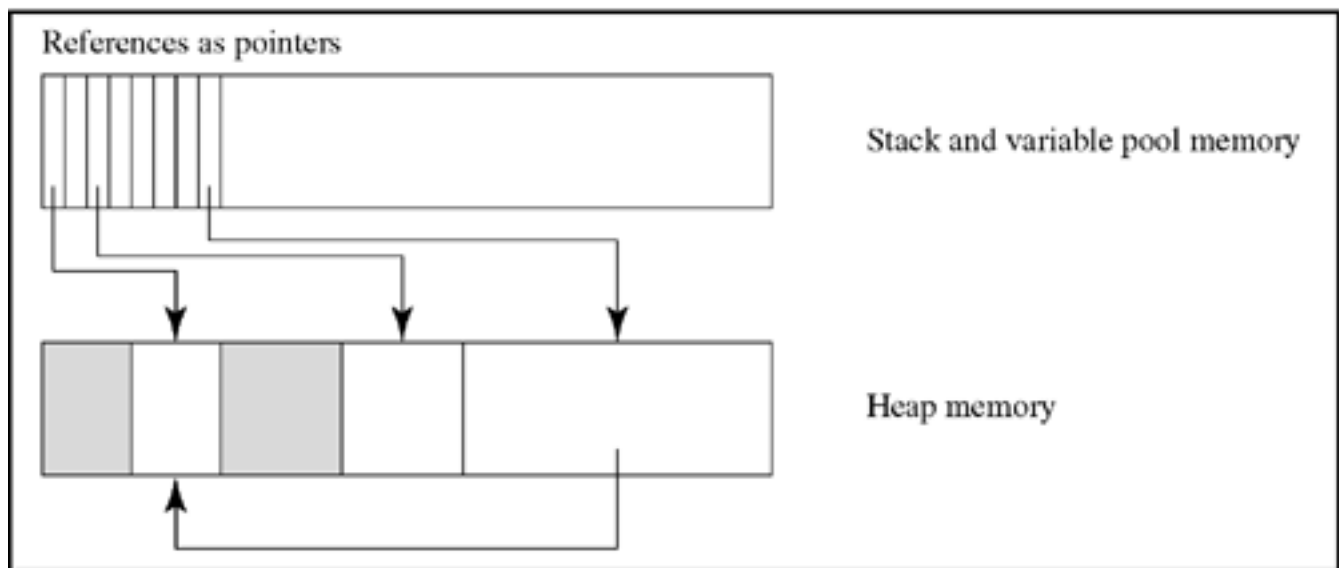 References as pointers
Stack and variable pool memory
Heap memory